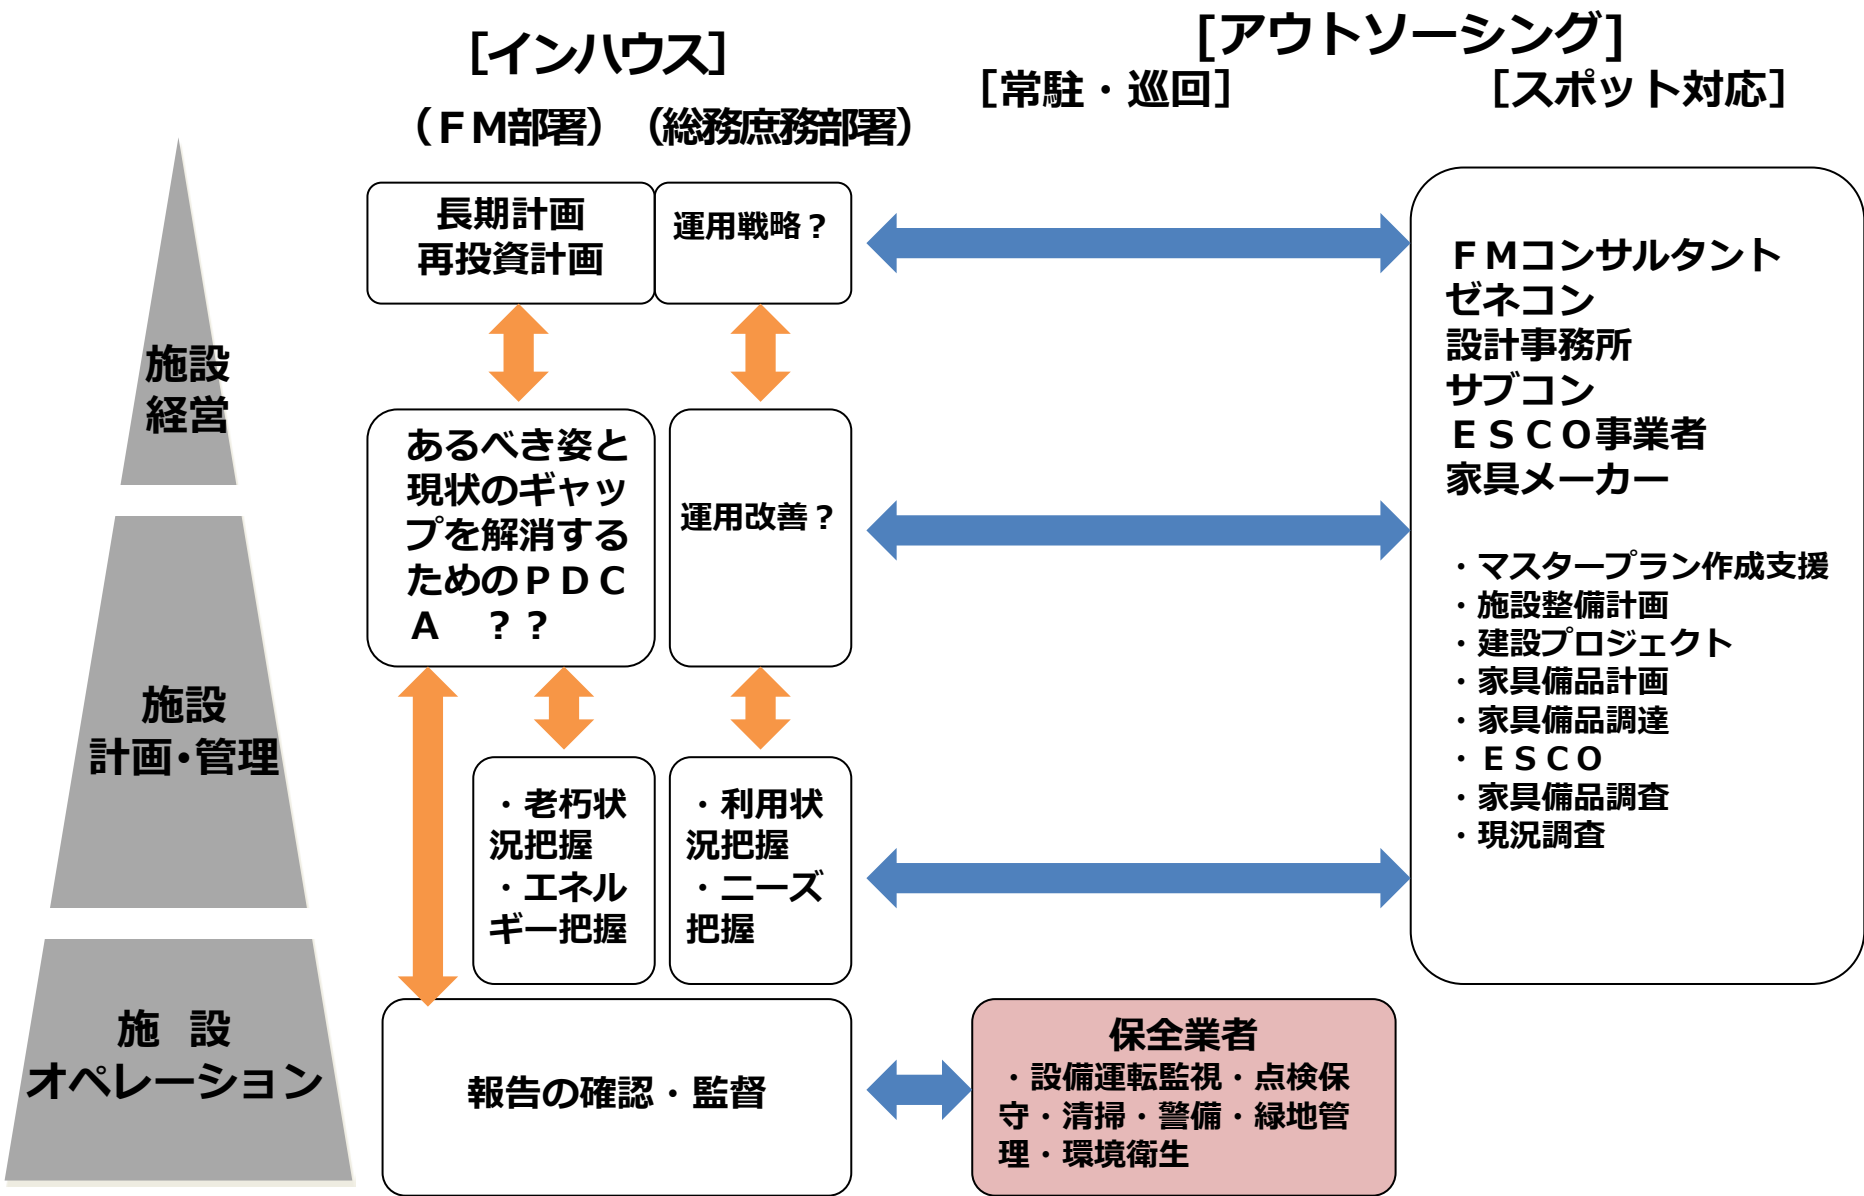 [インハウス]
[アウトソーシング]
[常駐・巡回]
[スポット対応]
（ＦＭ部署）
（総務庶務部署）
施設
経営
施設
計画・管理
施 設
オペレーション
長期計画
再投資計画
運用戦略？
あるべき姿と
現状のギャッ
プを解消する
ためのＰＤＣ
Ａ　？？
運用改善？
・老朽状
況把握
・エネル
ギー把握
・利用状
況把握
・ニーズ
把握
報告の確認・監督
保全業者
・設備運転監視・点検保
守・清掃・警備・緑地管
理・環境衛生
ＦＭコンサルタント
ゼネコン
設計事務所
サブコン
ＥＳＣＯ事業者
家具メーカー
・マスタープラン作成支援
・施設整備計画
・建設プロジェクト
・家具備品計画
・家具備品調達
・ＥＳＣＯ
・家具備品調査
・現況調査